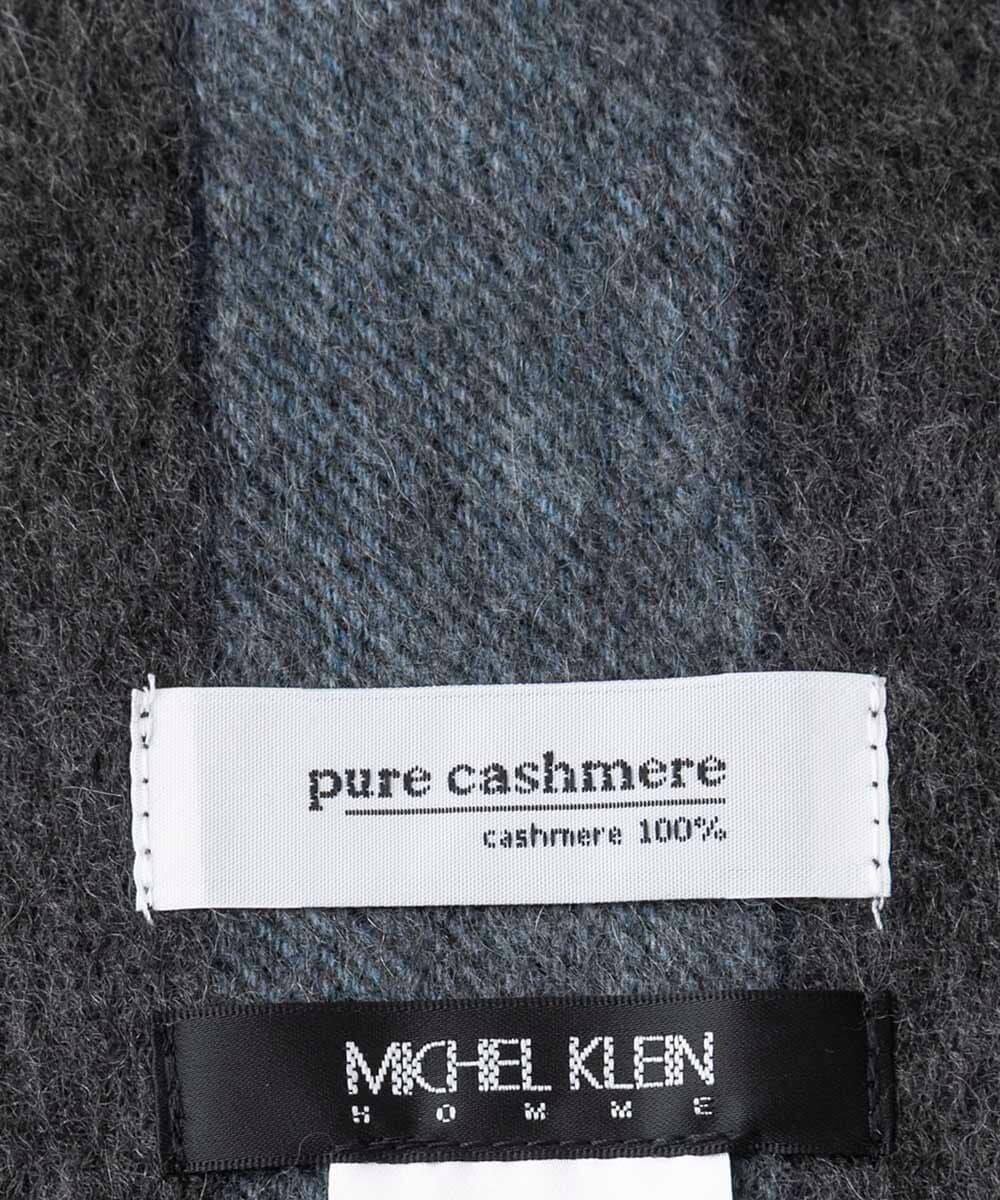 pure cashmere
cashmere 100%
MICHEL KLEIN
HOMME